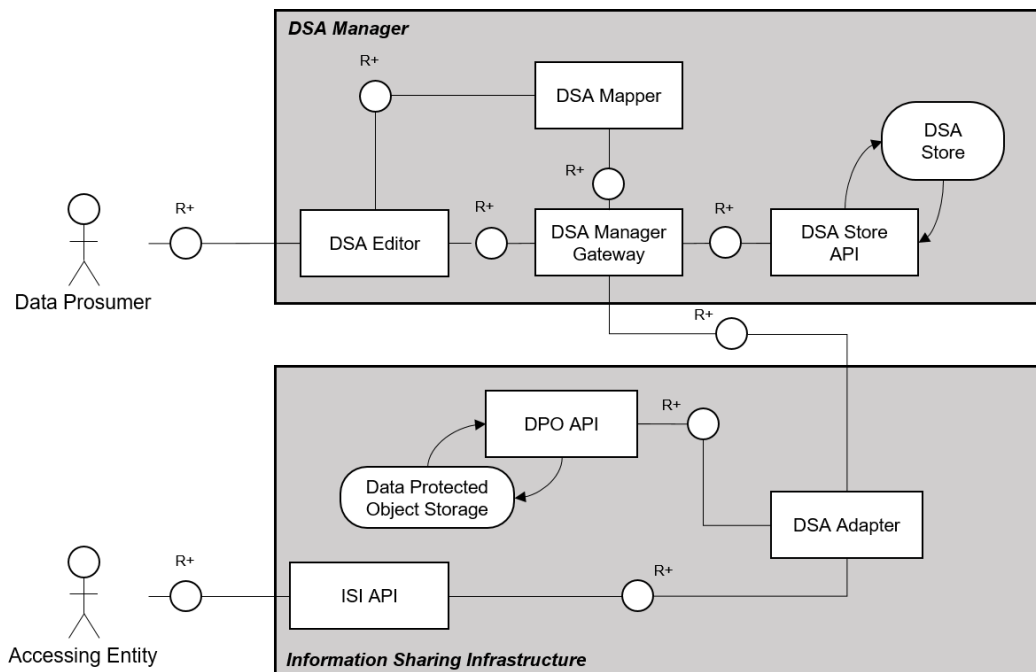 DSA Manager
R+
DSA Mapper
DSA
Store
R+
R+
R+
R+
DSA Editor
DSA Manager
Gateway
DSA Store
API
Data Prosumer
R+
DPO API
R+
Data Protected
Object Storage
DSA Adapter
R+
R+
ISI API
Accessing Entity
Information Sharing Infrastructure